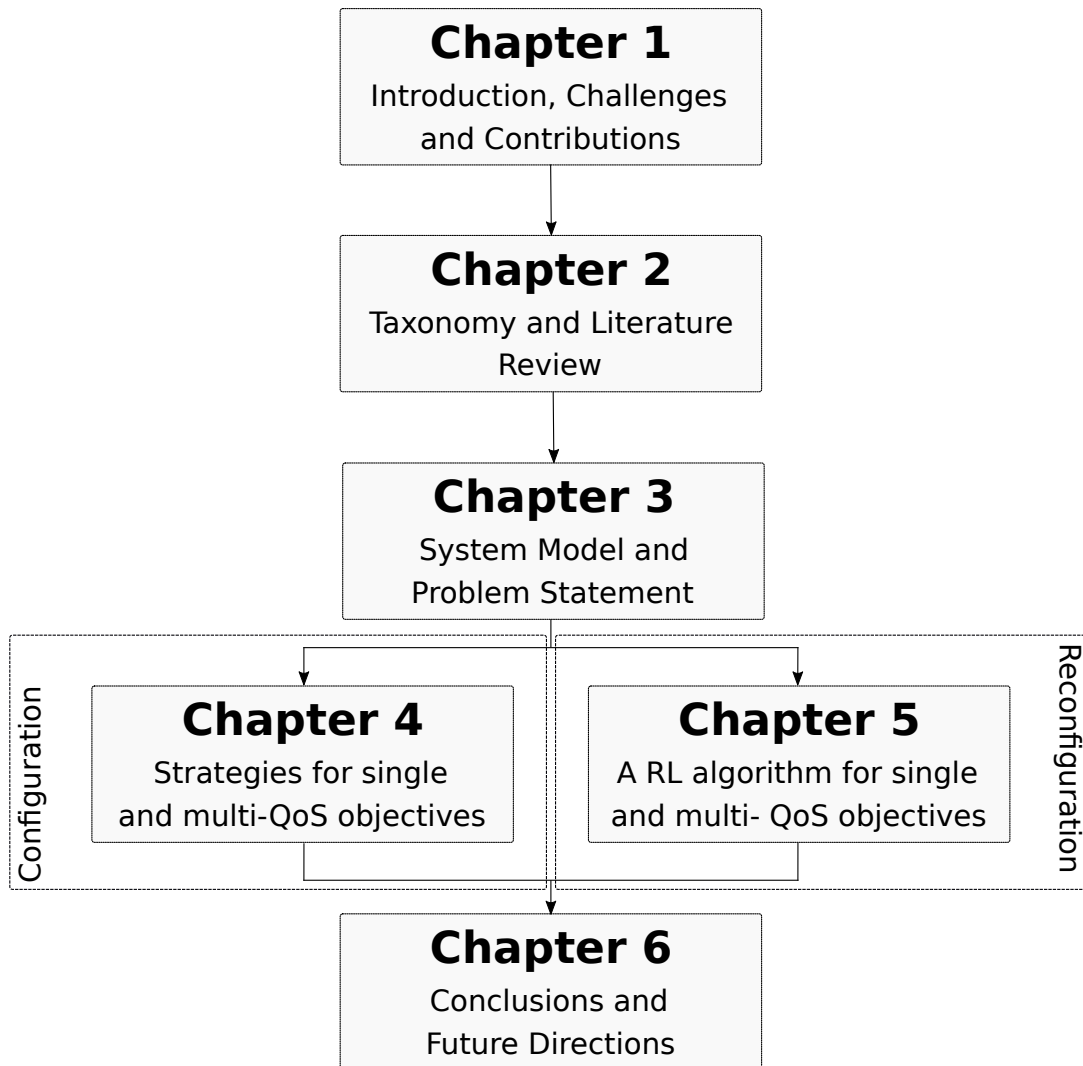 Chapter 1
Introduction, Challenges
and Contributions
Chapter 2
Taxonomy and Literature
Review
Chapter 3
System Model and
Problem Statement
Configuration
Chapter 4
Strategies for single
and multi-QoS objectives
Chapter 5
A RL algorithm for single
and multi- QoS objectives
Reconfiguration
Chapter 6
Conclusions and
Future Directions